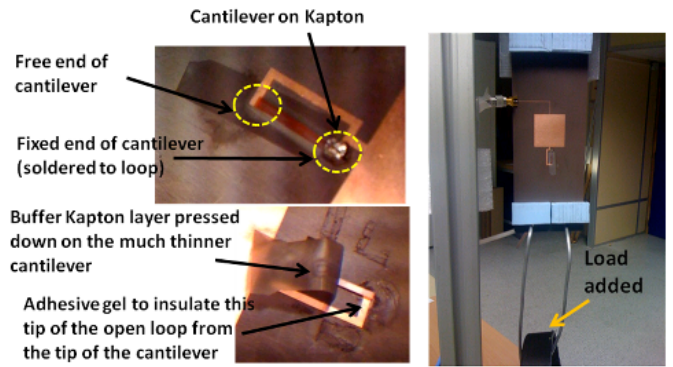 Cantilever on Kapton
Free end of
cantilever
Fixed end of cantilever
(soldered to loop)
Buffer Kapton layer pressed
down on the much thinner
cantilever
Adhesive gel to insulate this
tip of the open loop from
the tip of the cantilever
Load
added